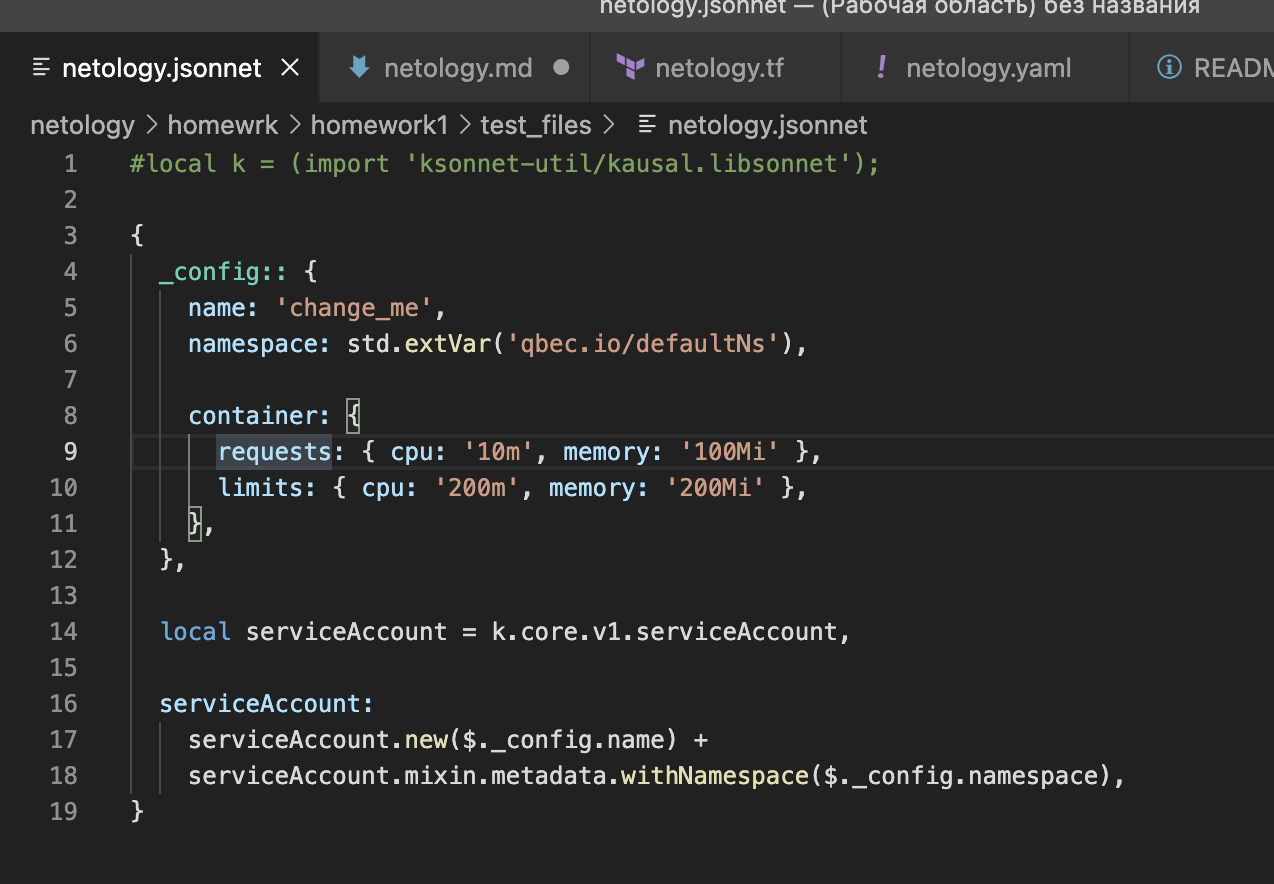 netology.jsonnet — (Рабочая область) без названия
netology.jsonnet
netology.md
netology.tf
netology.yaml
netology > homewrk > homework1 > test_files > netology.jsonnet
1 #local k = (import 'ksonnet-util/kausal.libsonnet');
2
3 {
4   _config:: {
5     name: 'change_me',
6     namespace: std.extVar('qbec.io/defaultNs'),
7
8     container: {
9       requests: { cpu: '10m', memory: '100Mi' },
10       limits: { cpu: '200m', memory: '200Mi' },
11     },
12   },
13
14   local serviceAccount = k.core.v1.serviceAccount,
15
16   serviceAccount:
17     serviceAccount.new($._config.name) +
18     serviceAccount.mixin.metadata.withNamespace($._config.namespace),
19 }